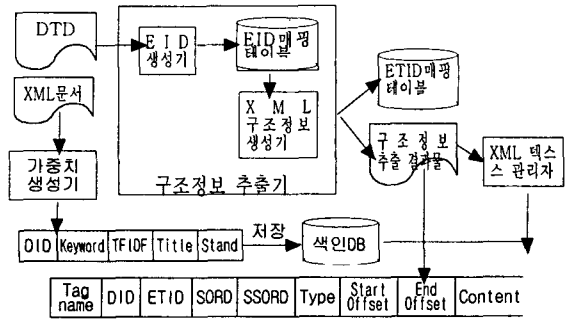 DTD
E I D
생성기
EID매핑
테이블
XML문서
X M L
구조정보
생성기
ETID매핑
테이블
가중치
생성기
구조정보 추출기
구 조 정 보
추출 결과물
XML 텍스
스 관리자
DID Keyword TFIDF Title Stand
저장
색인DB
Tag
name DID ETID SORD SSORD Type Start
Offset End
Offset Content